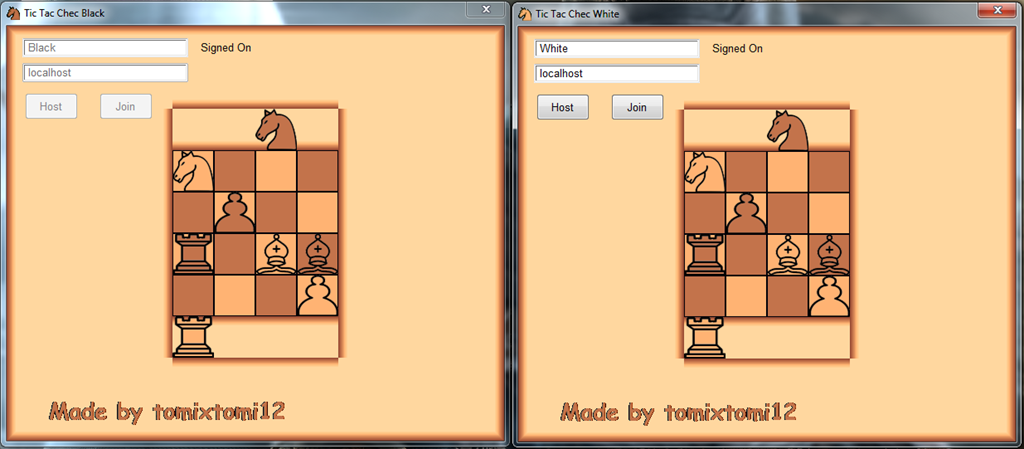 Tic Tac Chec Black
Black
Signed On
localhost
Host
Join
Made by tomixtomi12
Tic Tac Chec White
White
Signed On
localhost
Host
Join
Made by tomixtomi12